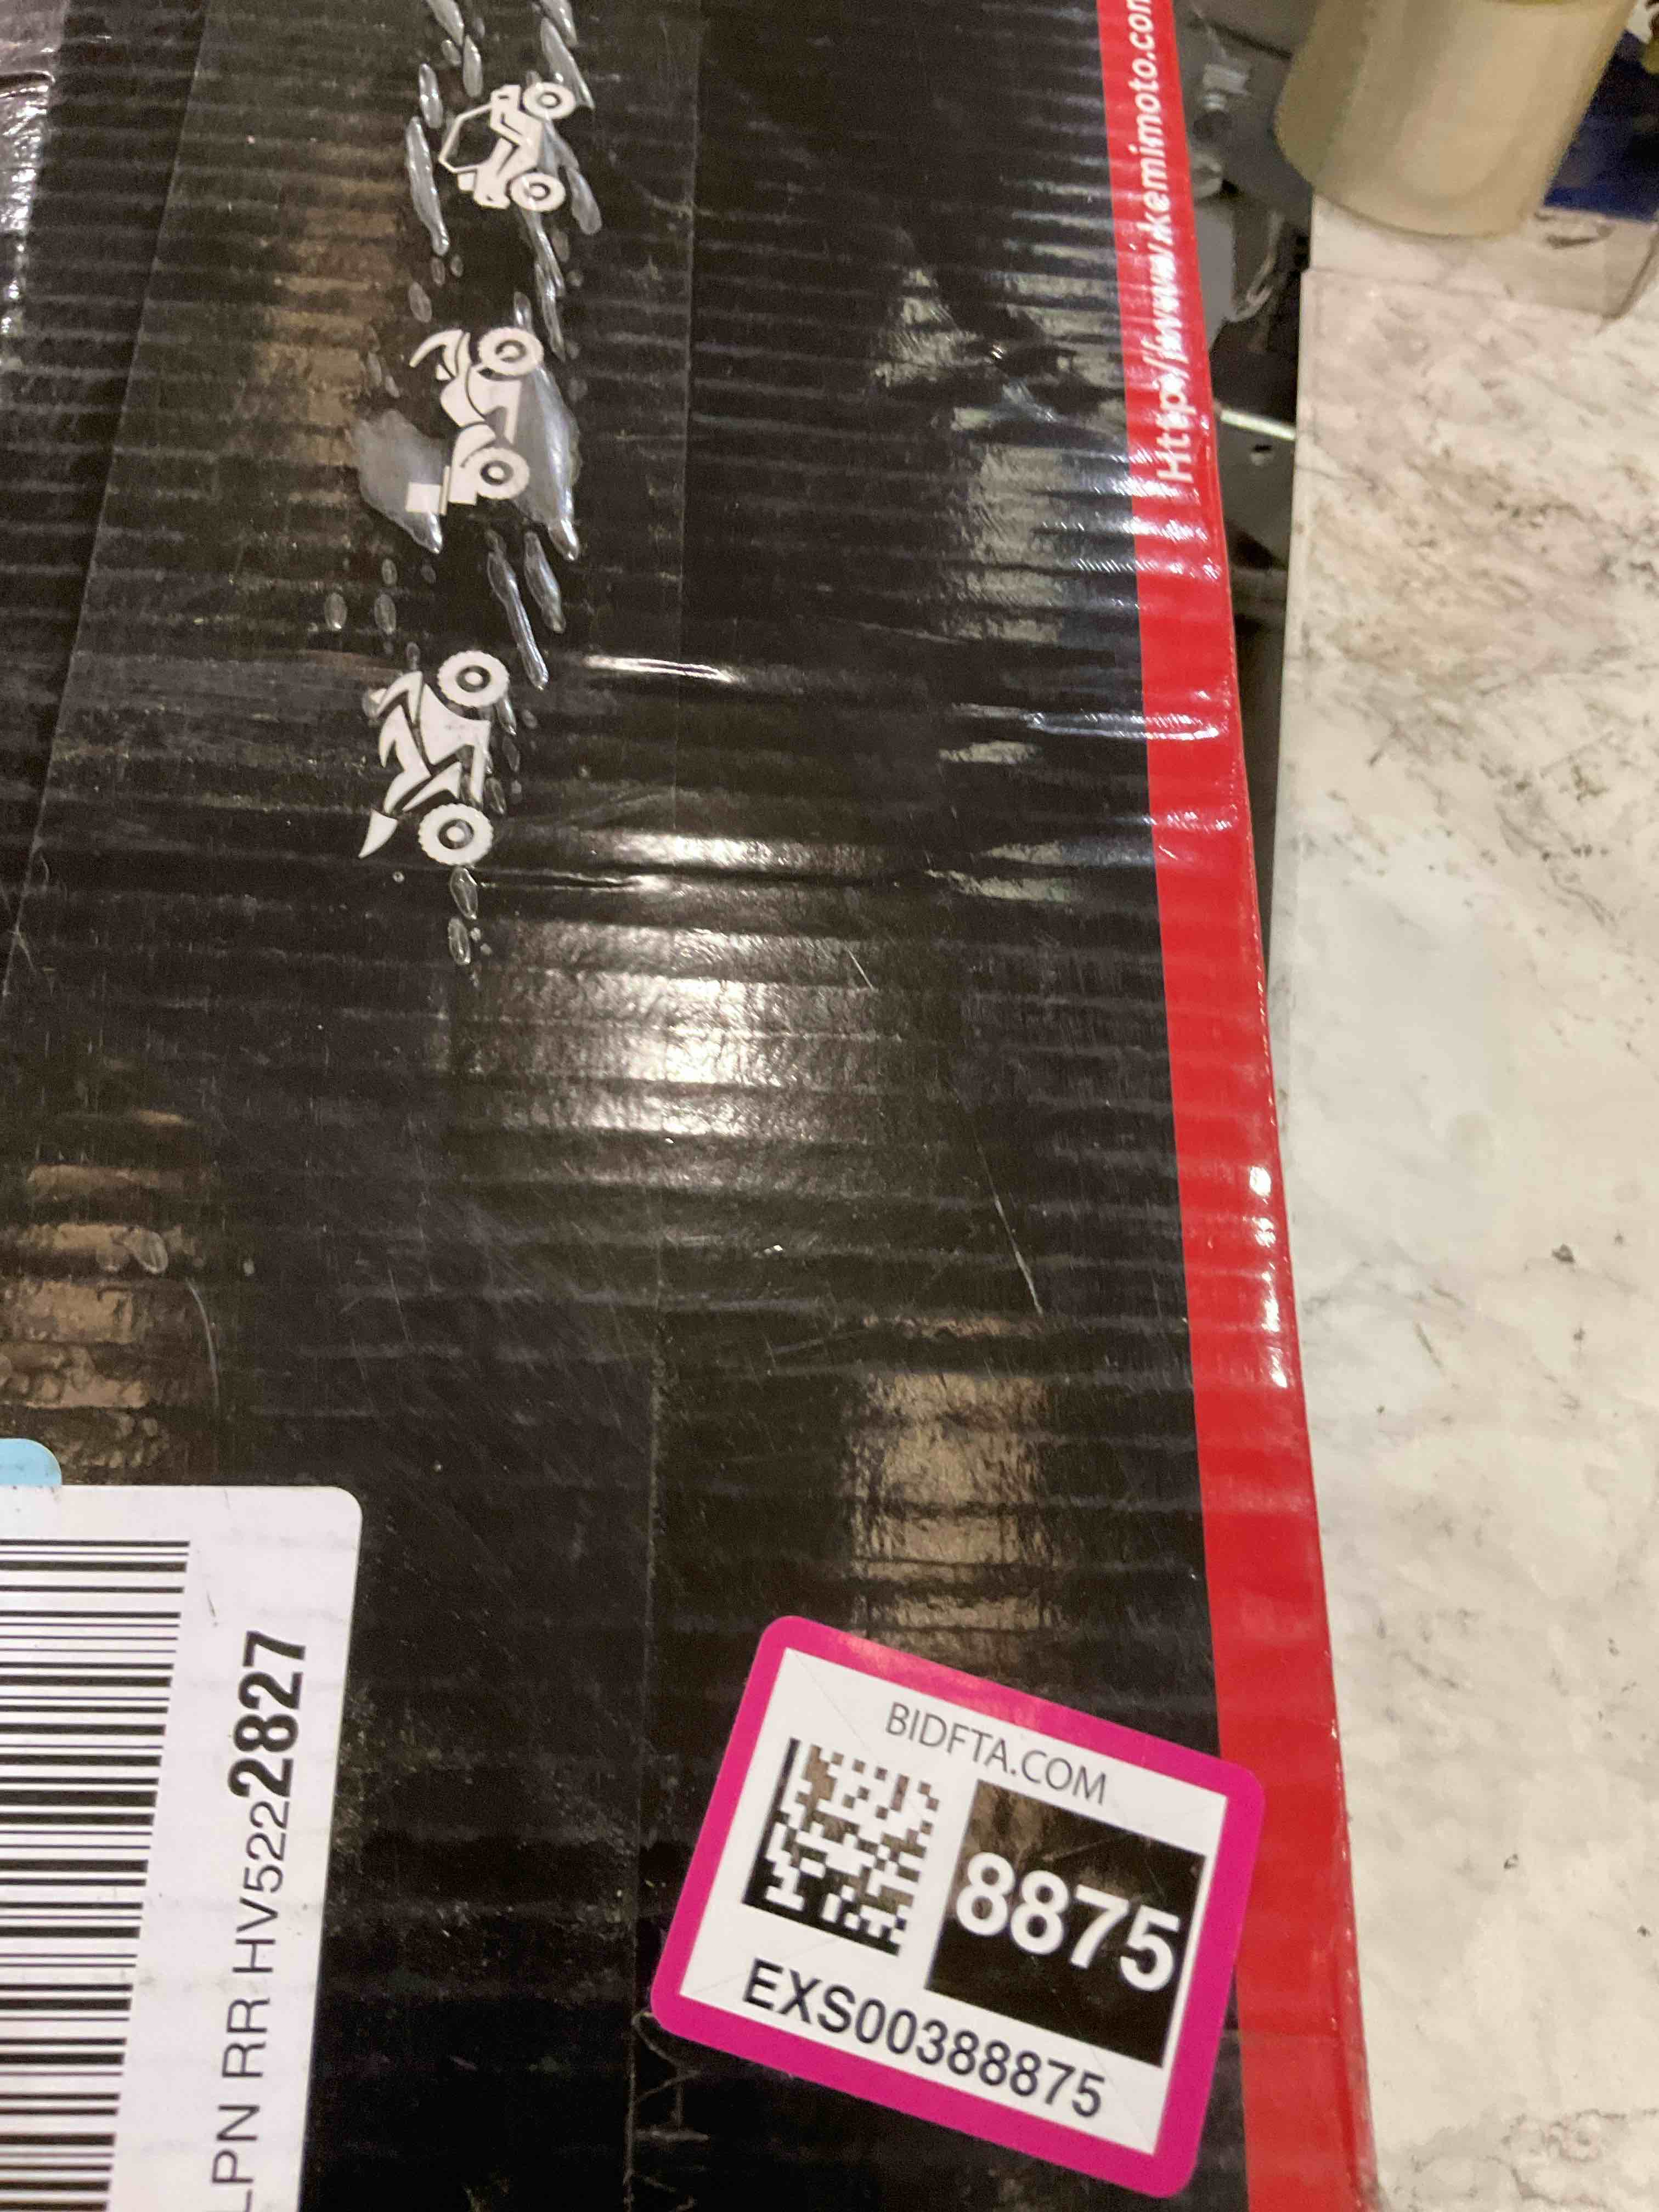 Http://www.kemimoto.com
LPN RR HV5222827
BIDFTA.COM
8875
EXS00388875